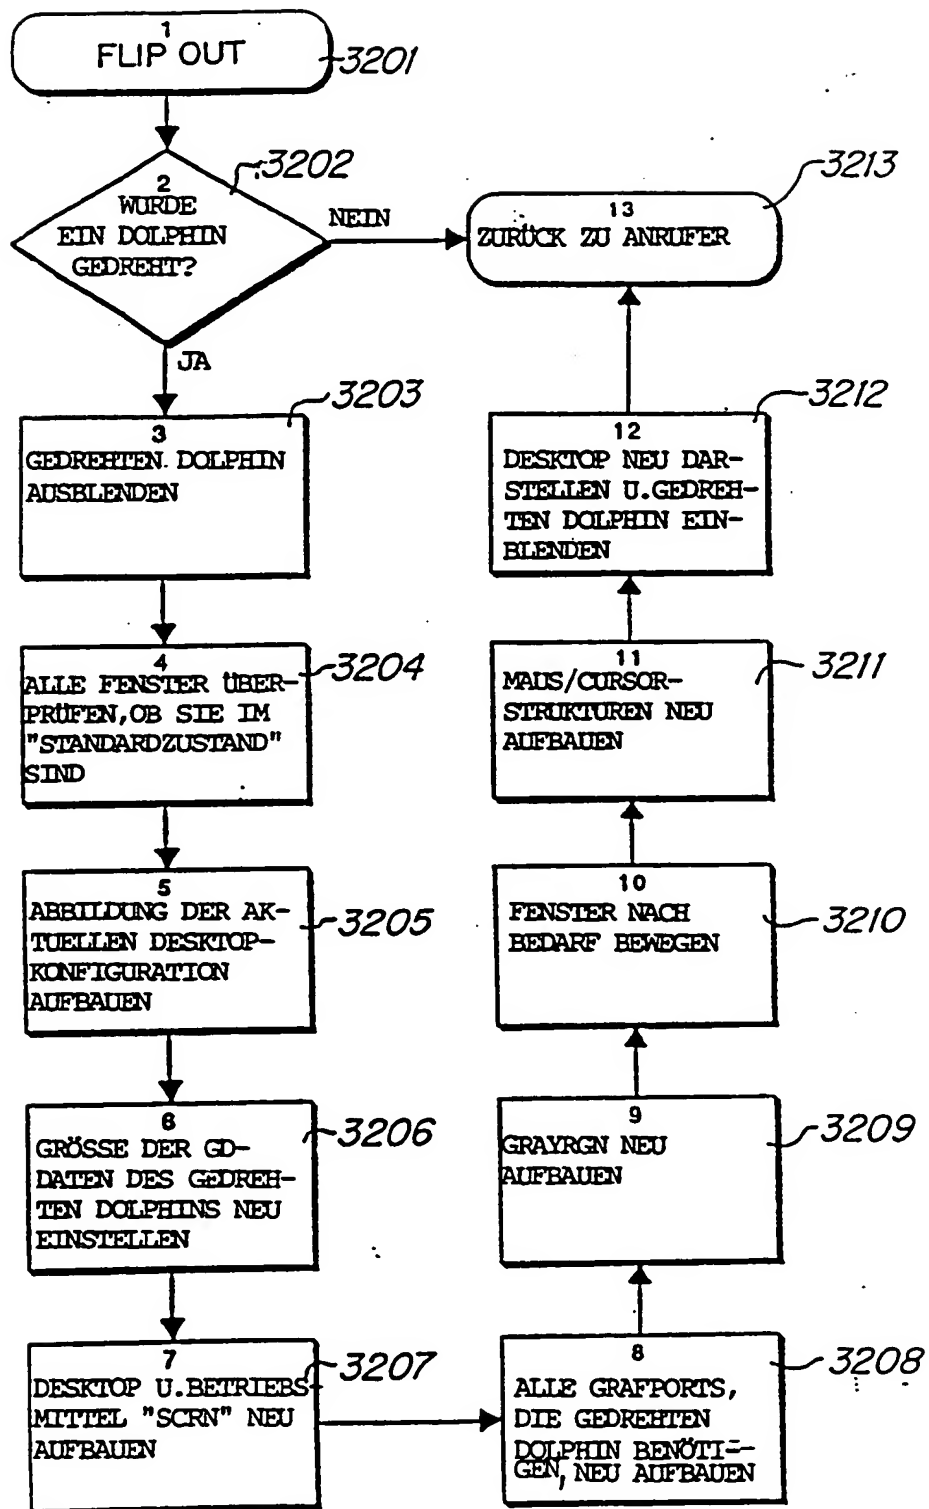 1
FLIP OUT
3201
2
WURDE
EIN DOLPHIN
GEDREHT?
3202
NEIN
JA
3
GEDREHTEN DOLPHIN
AUSBLENDEN
3203
4
ALLE FENSTER ÜBER-
PRÜFEN, OB SIE IM
"STANDARDZUSTAND"
SIND
3204
5
ABBILDUNG DER AK-
TUELLEN DESKTOP-
KONFIGURATION
AUFBAUEN
3205
6
GRÖSSE DER GD-
DATEN DES GEDREH-
TEN DOLPHINS NEU
EINSTELLEN
3206
7
DESKTOP U.BETRIEBS-
MITTEL "SCRN" NEU
AUFBAUEN
3207
8
ALLE GRAFPORTS,
DIE GEDREHTEN
DOLPHIN BENÖTI-
GEN, NEU AUFBAUEN
3208
9
GRAYRGN NEU
AUFBAUEN
3209
10
FENSTER NACH
BEDARF BEWEGEN
3210
11
MAUS/CURSOR-
STRUKTUREN NEU
AUFBAUEN
3211
12
DESKTOP NEU DAR-
STELLEN U.GEDREH-
TEN DOLPHIN EIN-
BLENDEN
3212
13
ZURÜCK ZU ANRUFER
3213